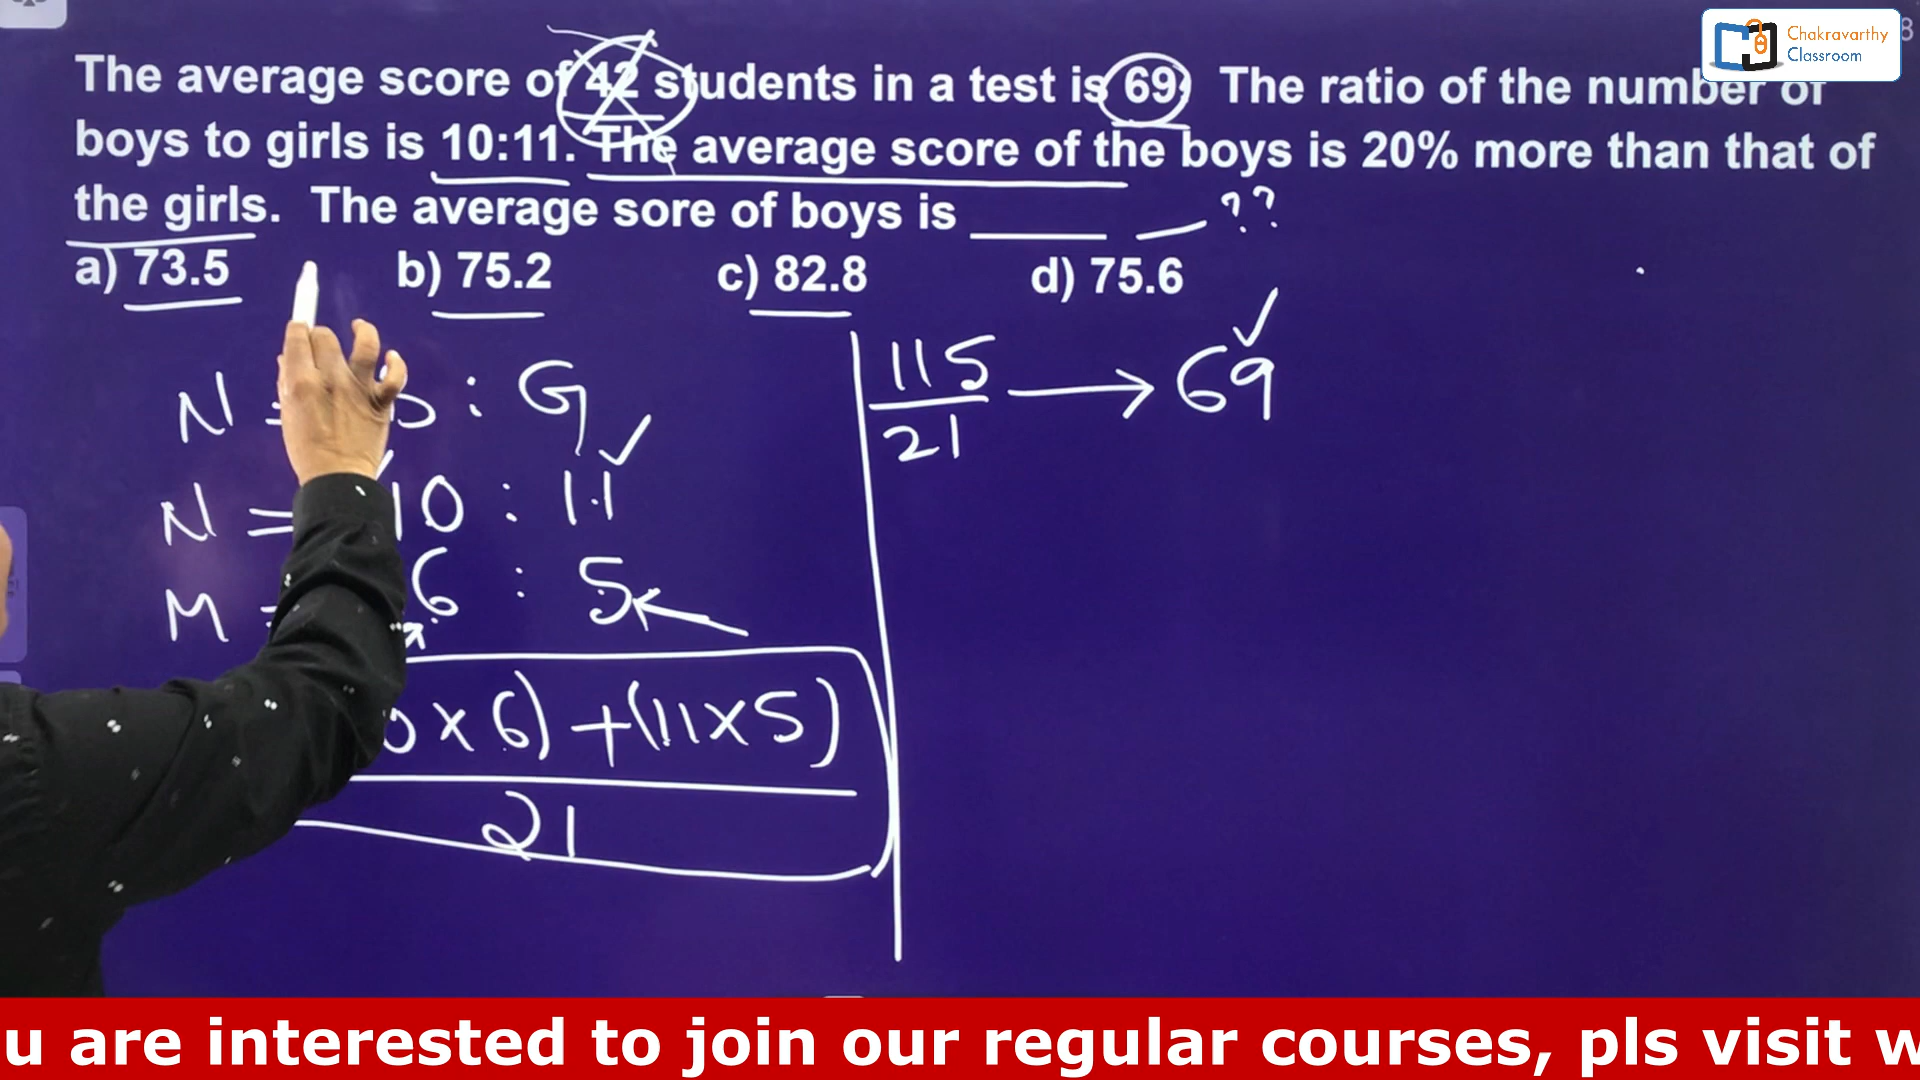 Chakravarthy
Classroom
The average score of 42 students in a test is 69. The ratio of the number of
boys to girls is 10:11. The average score of the boys is 20% more than that of
the girls. The average sore of boys is ______ __ ??
a) 73.5 b) 75.2 c) 82.8 d) 75.6
N = : G
N = 10 : 11
M = 6 : 5
0 x 6) + (11 x 5)
21
115
21
→ 69
u are interested to join our regular courses, pls visit w